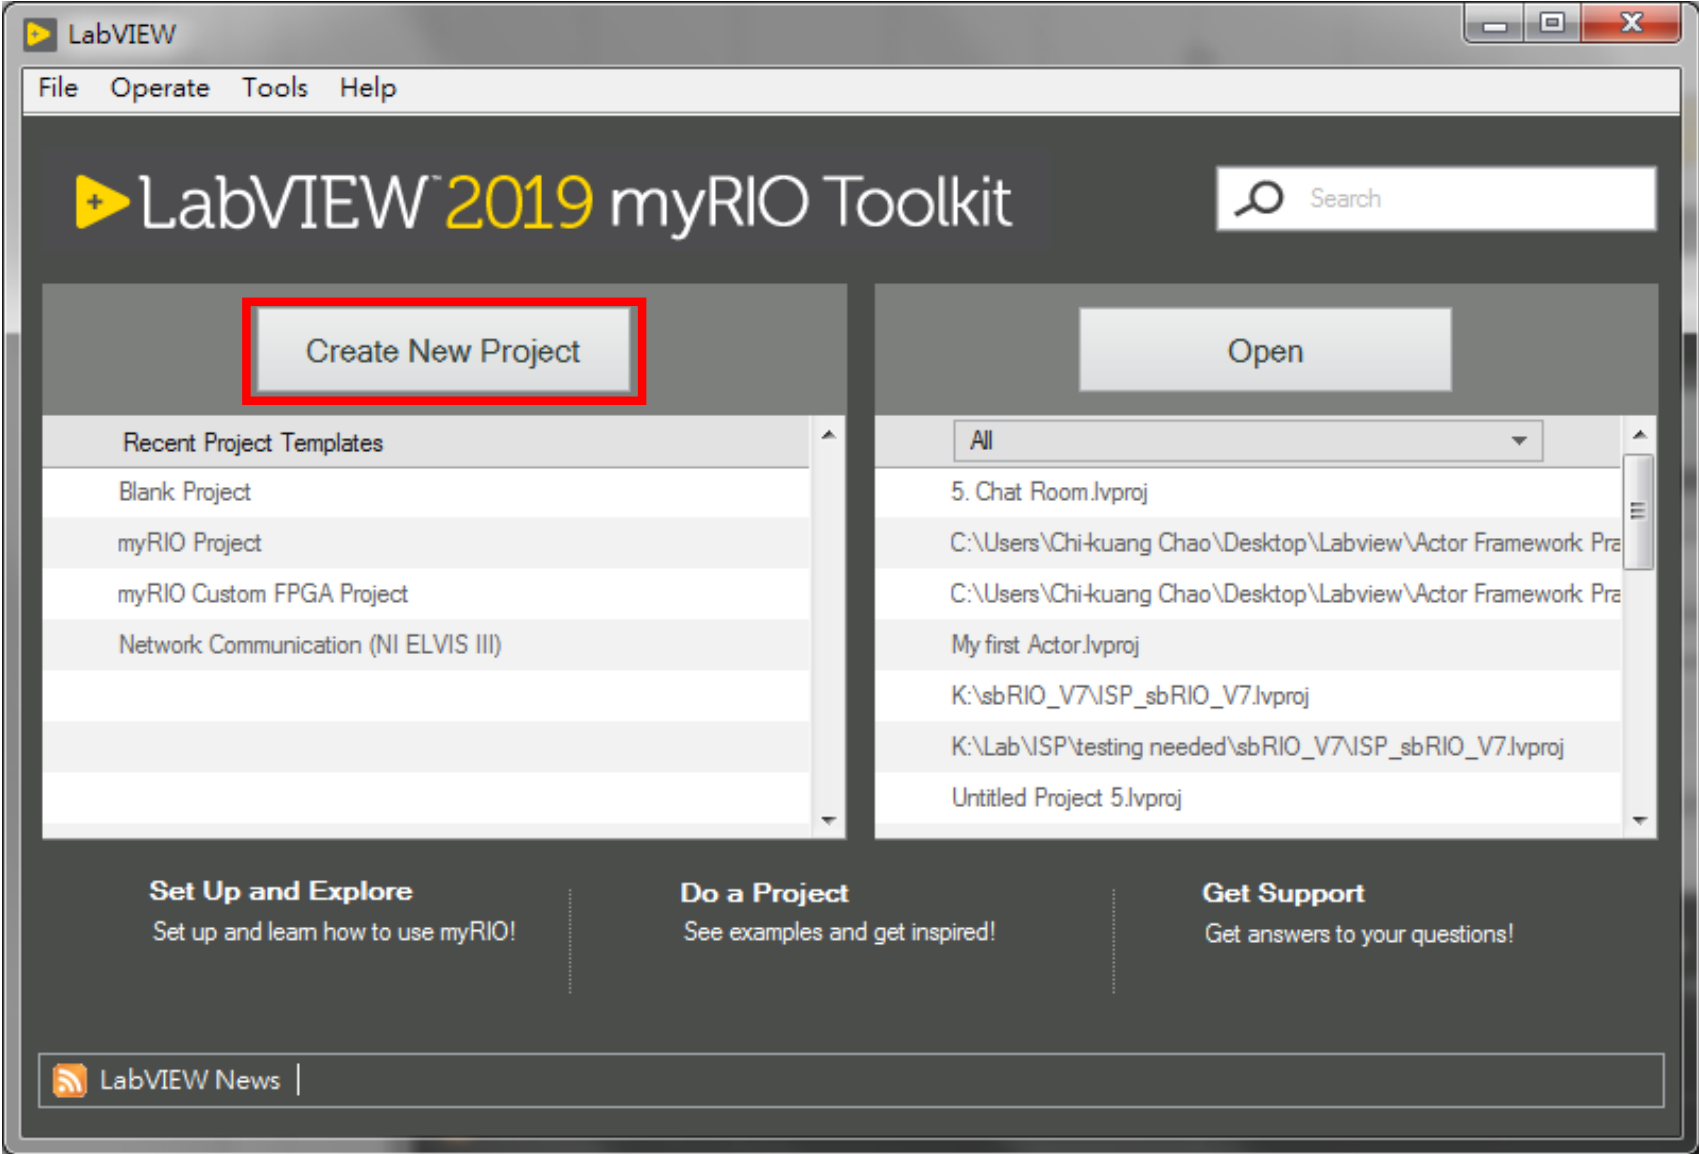 LabVIEW
File Operate Tools Help
LabVIEW™ 2019 myRIO Toolkit
Search
Create New Project
Open
Recent Project Templates
Blank Project
myRIO Project
myRIO Custom FPGA Project
Network Communication (NI ELVIS III)
All
5. Chat Room.lvproj
C:\Users\Chi-kuang Chao\Desktop\Labview\Actor Framework Pra
C:\Users\Chi-kuang Chao\Desktop\Labview\Actor Framework Pra
My first Actor.lvproj
K:\sbRIO_V7\ISP_sbRIO_V7.lvproj
K:\Lab\ISP\testing needed\sbRIO_V7\ISP_sbRIO_V7.lvproj
Untitled Project 5.lvproj
Set Up and Explore
Set up and learn how to use myRIO!
Do a Project
See examples and get inspired!
Get Support
Get answers to your questions!
LabVIEW News